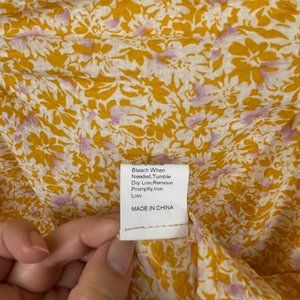 Bleach When
Needed,Tumble
Dry Low,Remove
Promptly,Iron
Low.
MADE IN CHINA